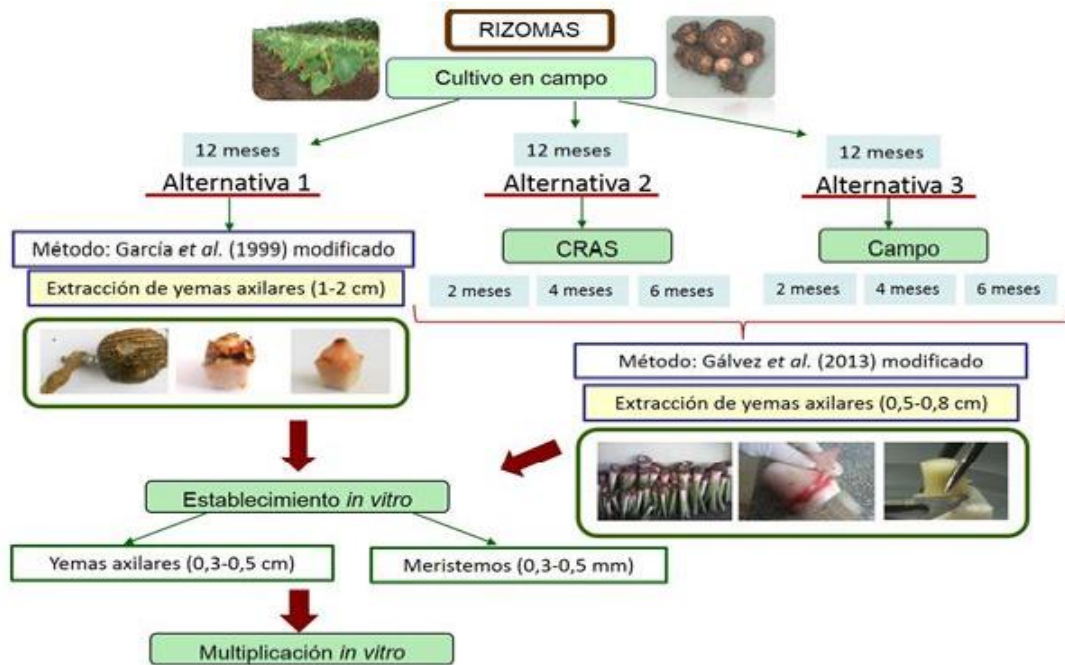 RIZOMAS
Cultivo en campo
12 meses
12 meses
12 meses
Alternativa 1
Alternativa 2
Alternativa 3
Método: García et al. (1999) modificado
Extracción de yemas axilares (1-2 cm)
CRAS
Campo
2 meses
4 meses
6 meses
2 meses
4 meses
6 meses
Método: Gálvez et al. (2013) modificado
Extracción de yemas axilares (0,5-0,8 cm)
Establecimiento in vitro
Yemas axilares (0,3-0,5 cm)
Meristemos (0,3-0,5 mm)
Multiplicación in vitro